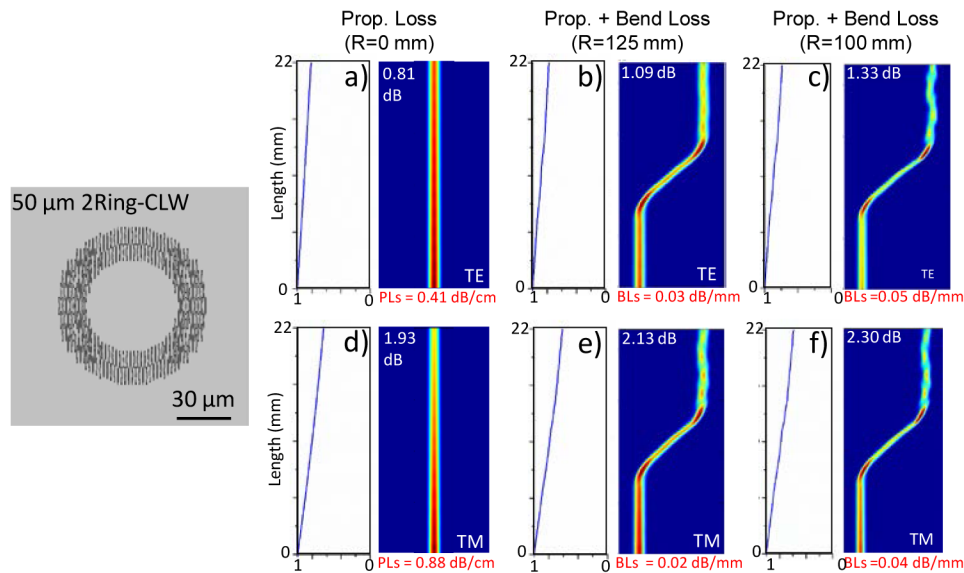 Prop. Loss
(R=0 mm)
Prop. + Bend Loss
(R=125 mm)
Prop. + Bend Loss
(R=100 mm)
50 µm 2Ring-CLW
30 µm
22
a)
0.81
dB
Length (mm)
TE
0
1
0
PLs = 0.41 dB/cm
22
b)
1.09 dB
TE
0
1
0
BLs = 0.03 dB/mm
22
c)
1.33 dB
TE
0
1
0
BLs =0.05 dB/mm
22
d)
1.93
dB
Length (mm)
TM
0
1
0
PLs = 0.88 dB/cm
22
e)
2.13 dB
TM
0
1
0
BLs = 0.02 dB/mm
22
f)
2.30 dB
TM
0
1
0
BLs =0.04 dB/mm